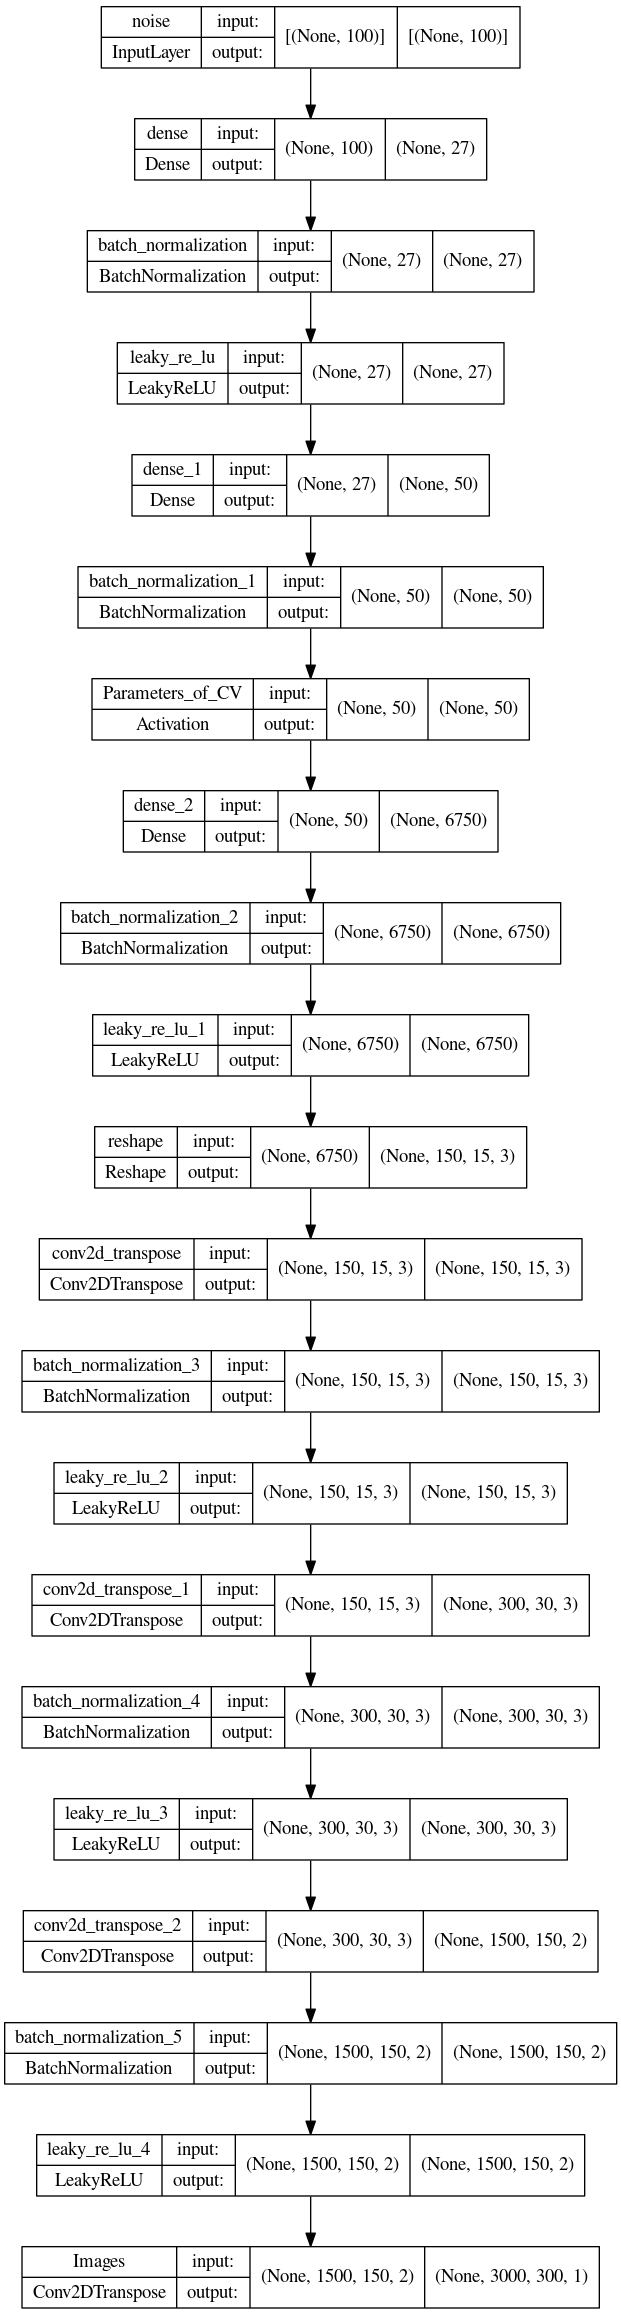 noise input: [(None, 100)] [(None, 100)]
InputLayer output:
dense input: (None, 100) (None, 27)
Dense output:
batch_normalization input: (None, 27) (None, 27)
BatchNormalization output:
leaky_re_lu input: (None, 27) (None, 27)
LeakyReLU output:
dense_1 input: (None, 27) (None, 50)
Dense output:
batch_normalization_1 input: (None, 50) (None, 50)
BatchNormalization output:
Parameters_of_CV input: (None, 50) (None, 50)
Activation output:
dense_2 input: (None, 50) (None, 6750)
Dense output:
batch_normalization_2 input: (None, 6750) (None, 6750)
BatchNormalization output:
leaky_re_lu_1 input: (None, 6750) (None, 6750)
LeakyReLU output:
reshape input: (None, 6750) (None, 150, 15, 3)
Reshape output:
conv2d_transpose input: (None, 150, 15, 3) (None, 150, 15, 3)
Conv2DTranspose output:
batch_normalization_3 input: (None, 150, 15, 3) (None, 150, 15, 3)
BatchNormalization output:
leaky_re_lu_2 input: (None, 150, 15, 3) (None, 150, 15, 3)
LeakyReLU output:
conv2d_transpose_1 input: (None, 150, 15, 3) (None, 300, 30, 3)
Conv2DTranspose output:
batch_normalization_4 input: (None, 300, 30, 3) (None, 300, 30, 3)
BatchNormalization output:
leaky_re_lu_3 input: (None, 300, 30, 3) (None, 300, 30, 3)
LeakyReLU output:
conv2d_transpose_2 input: (None, 300, 30, 3) (None, 1500, 150, 2)
Conv2DTranspose output:
batch_normalization_5 input: (None, 1500, 150, 2) (None, 1500, 150, 2)
BatchNormalization output:
leaky_re_lu_4 input: (None, 1500, 150, 2) (None, 1500, 150, 2)
LeakyReLU output:
Images input: (None, 1500, 150, 2) (None, 3000, 300, 1)
Conv2DTranspose output: